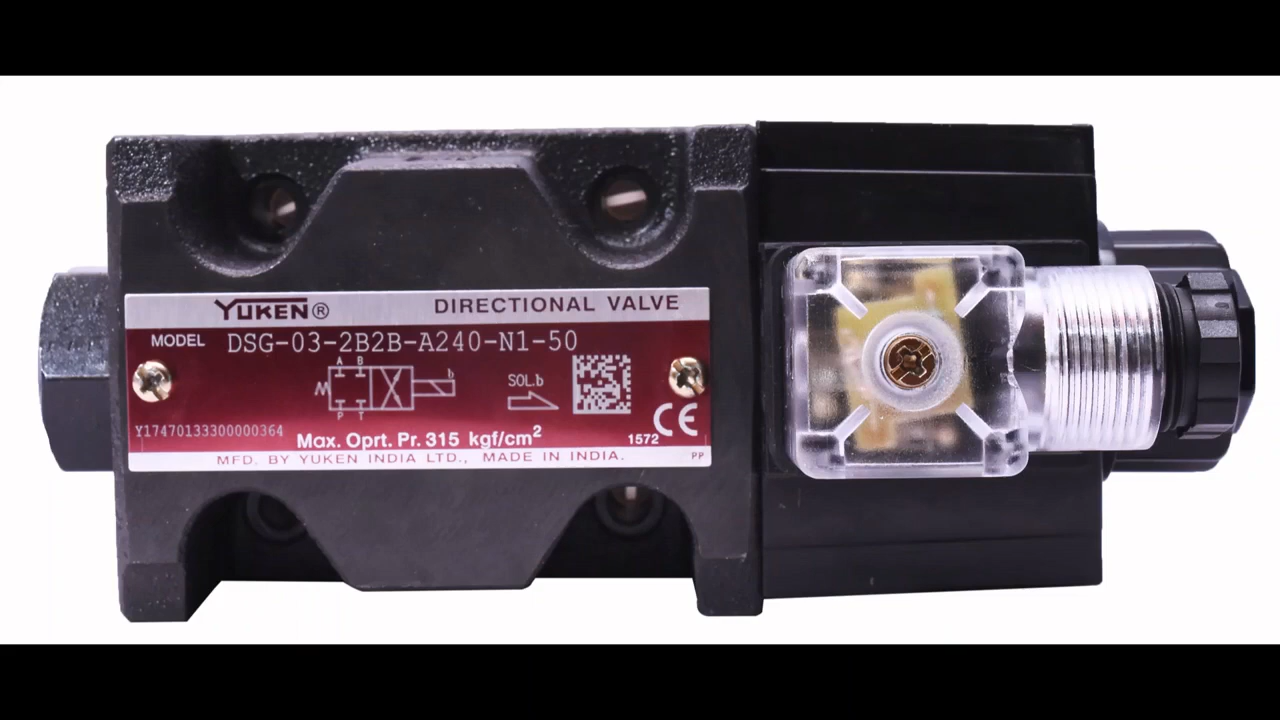 YUKEN® DIRECTIONAL VALVE
MODEL DSG-03-2B2B-A240-N1-50
A B
b
SOL.b
P T
Y17470133300000364
Max. Oprt. Pr. 315 kgf/cm²
1572 CE
MFD. BY YUKEN INDIA LTD., MADE IN INDIA. PP